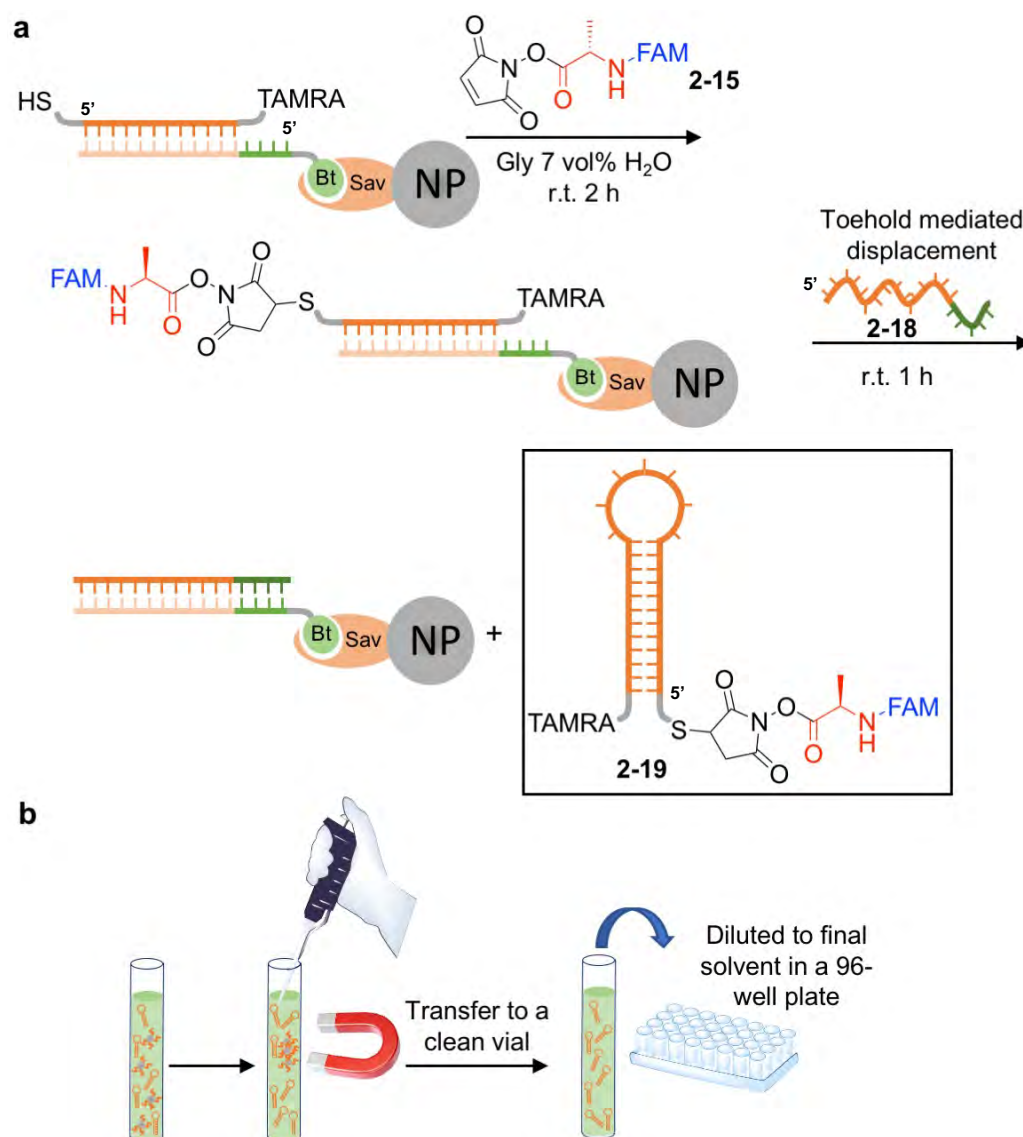 a
HS
5'
TAMRA
5'
Bt
Sav
NP
O
N
O
O
O
N
H
FAM
2-15
Gly 7 vol% H₂O
r.t. 2 h
FAM
N
H
O
O
N
O
O
S
TAMRA
Bt
Sav
NP
Toehold mediated
displacement
5'
2-18
r.t. 1 h
Bt
Sav
NP
+
TAMRA
5'
S
O
N
O
O
O
N
H
FAM
2-19
b
Transfer to a
clean vial
Diluted to final
solvent in a 96-
well plate